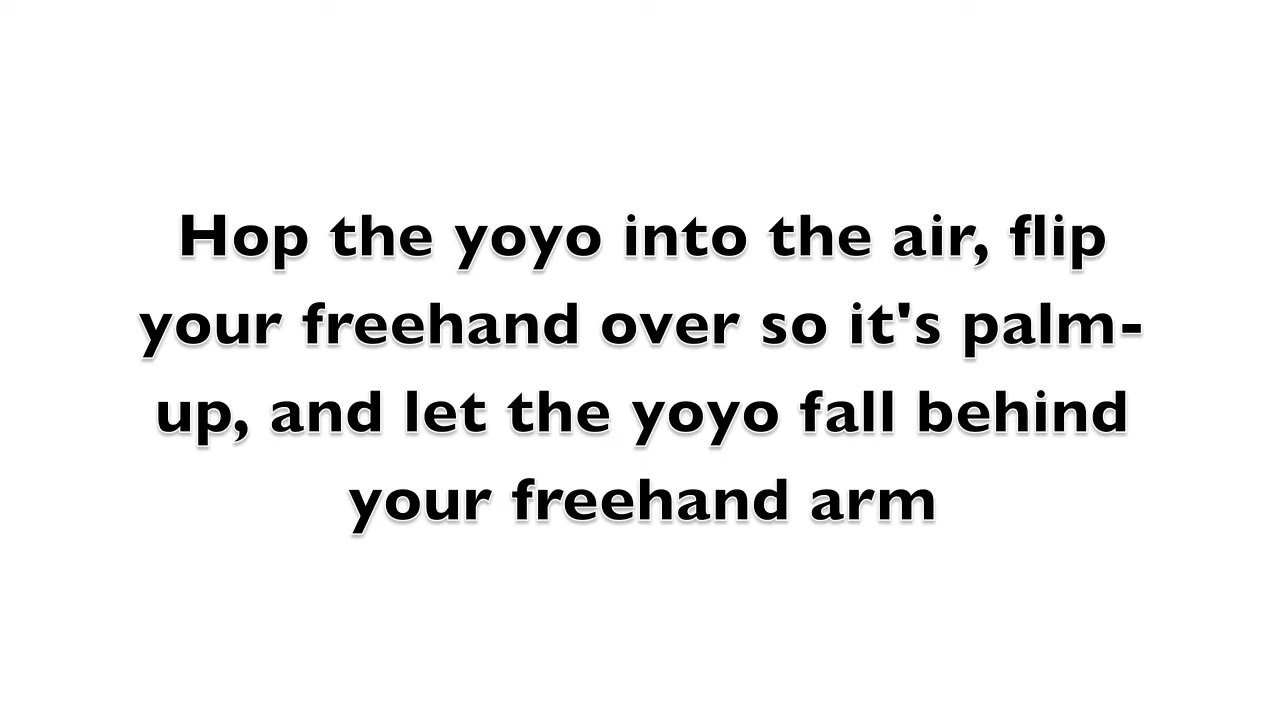 Hop the yoyo into the air, flip
your freehand over so it's palm-
up, and let the yoyo fall behind
your freehand arm